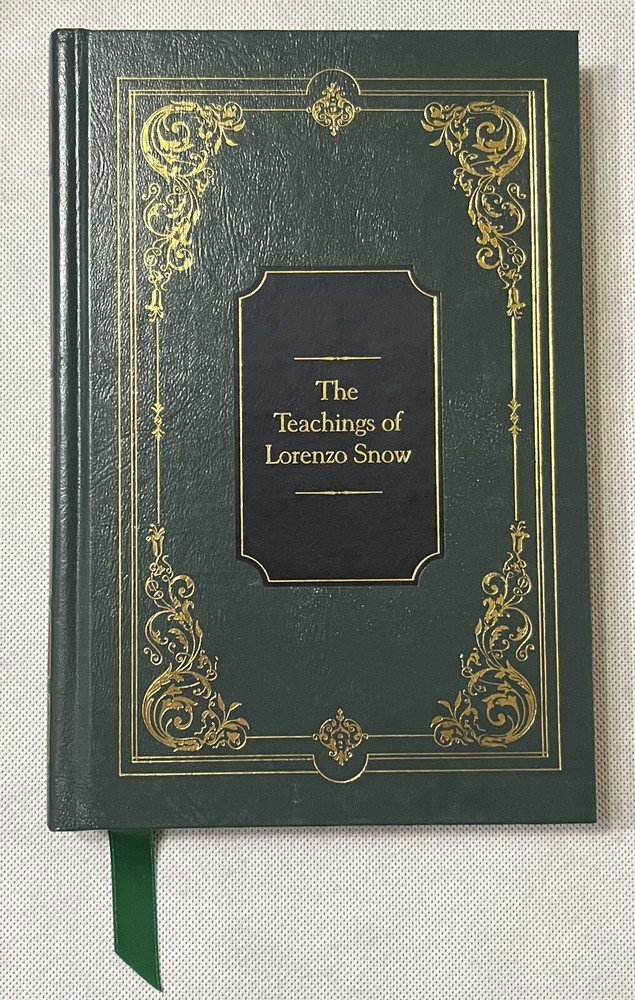 The
Teachings of
Lorenzo Snow